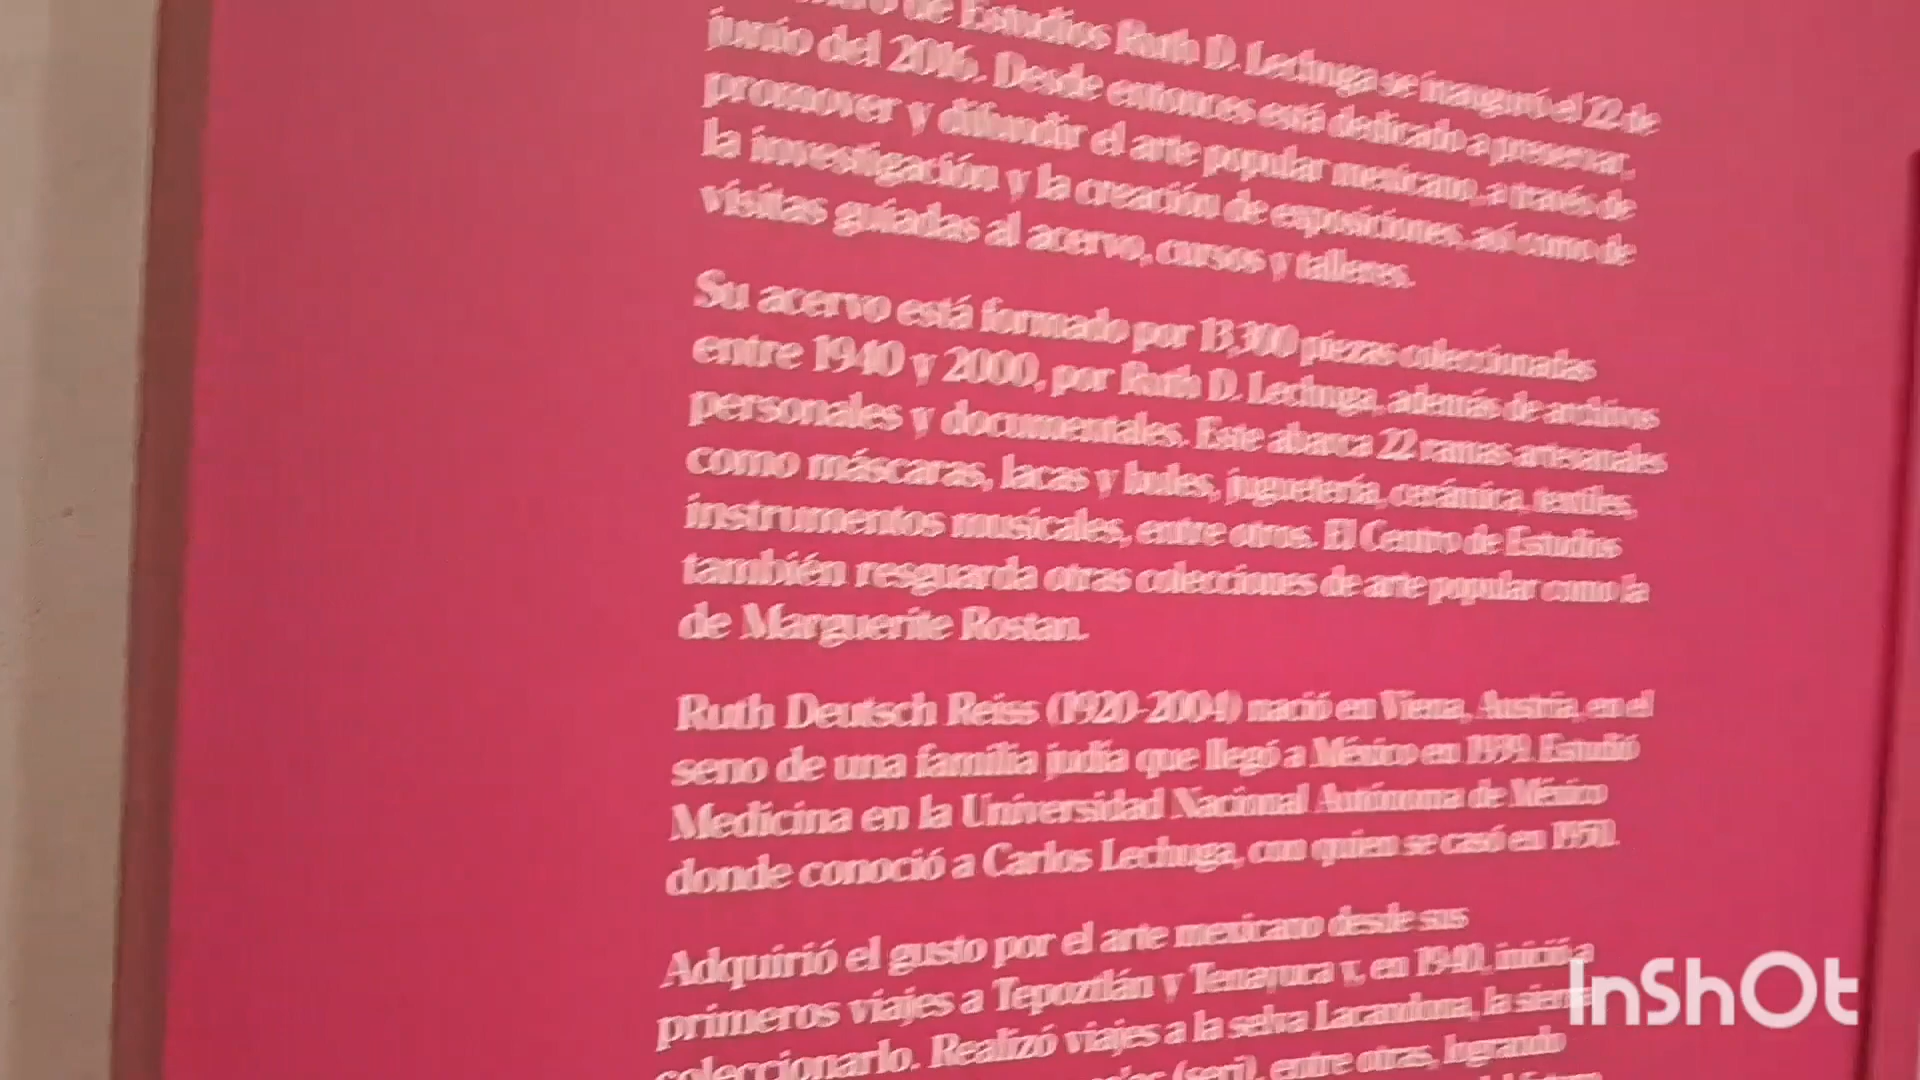 de Estudios Ruth D. Lechuga se inauguró el 22 de
junio del 2016. Desde entonces está dedicado a preservar,
promover y difundir el arte popular mexicano, a través de
la investigación y la creación de exposiciones, así como de
visitas guiadas al acervo, cursos y talleres.
Su acervo está formado por 13,300 piezas coleccionadas
entre 1940 y 2000, por Ruth D. Lechuga, además de archivos
personales y documentales. Este abarca 22 ramas artesanales
como máscaras, lacas y bules, juguetería, cerámica, textiles,
instrumentos musicales, entre otros. El Centro de Estudios
también resguarda otras colecciones de arte popular como la
de Marguerite Rostan.
Ruth Deutsch Reiss (1920-2004) nació en Viena, Austria, en el
seno de una familia judía que llegó a México en 1939. Estudió
Medicina en la Universidad Nacional Autónoma de México
donde conoció a Carlos Lechuga, con quien se casó en 1950.
Adquirió el gusto por el arte mexicano desde sus
primeros viajes a Tepoztlán y Tenayuca y, en 1940, inició a
coleccionarlo. Realizó viajes a la selva Lacandona, la sierra
(seri), entre otras, logrando
InShOt